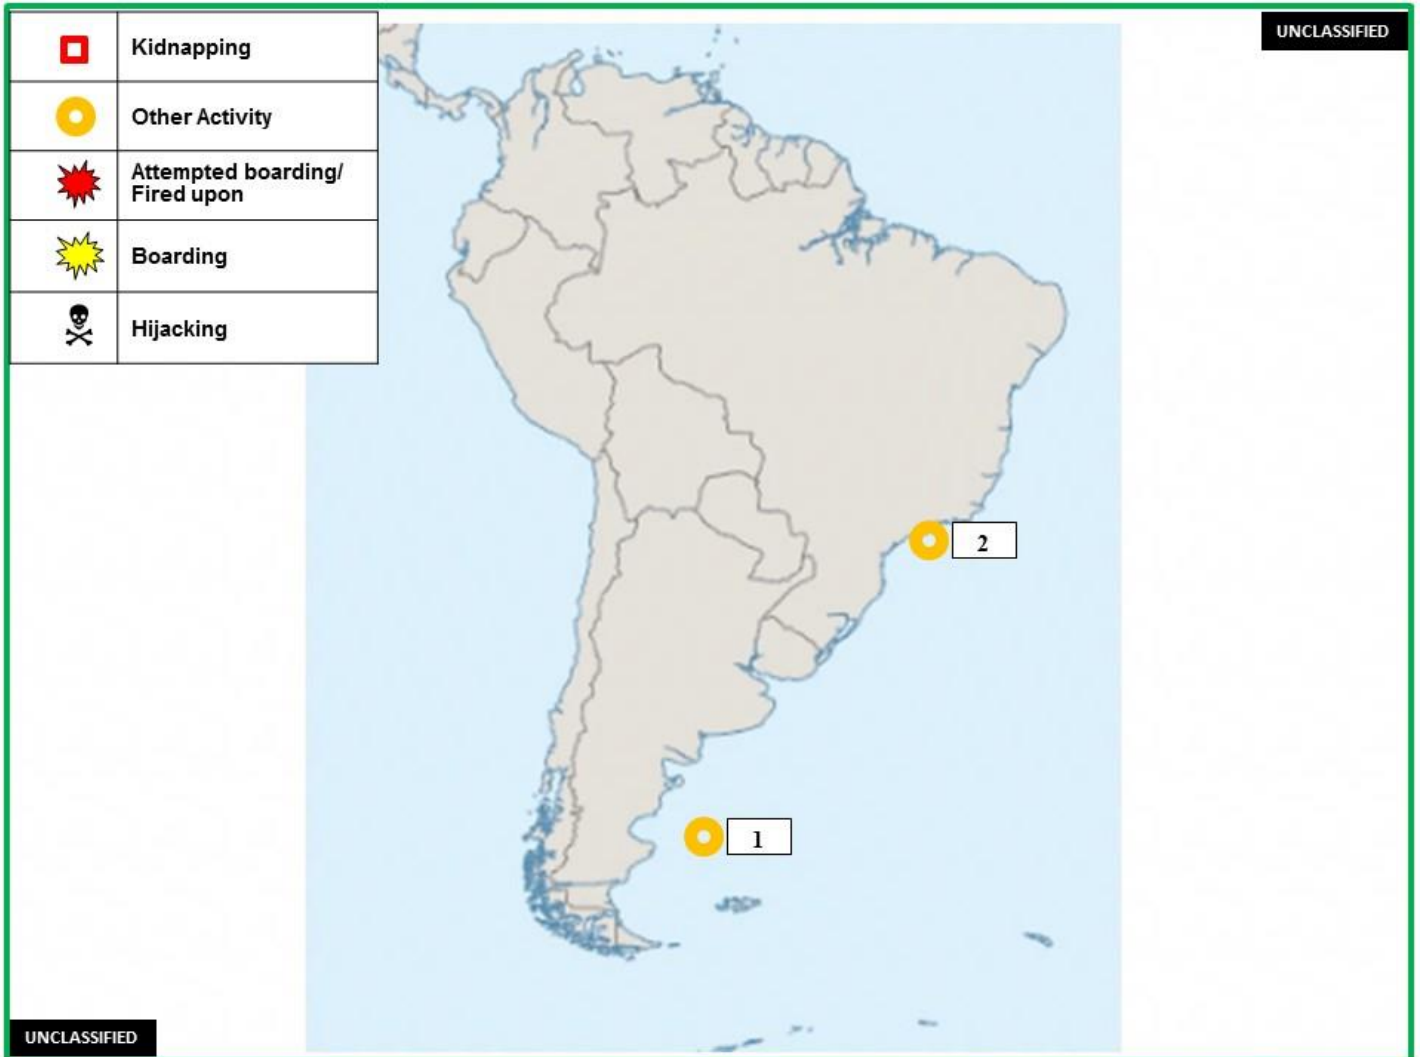 UNCLASSIFIED
Kidnapping
Other Activity
Attempted boarding/
Fired upon
Boarding
Hijacking
2
1
UNCLASSIFIED